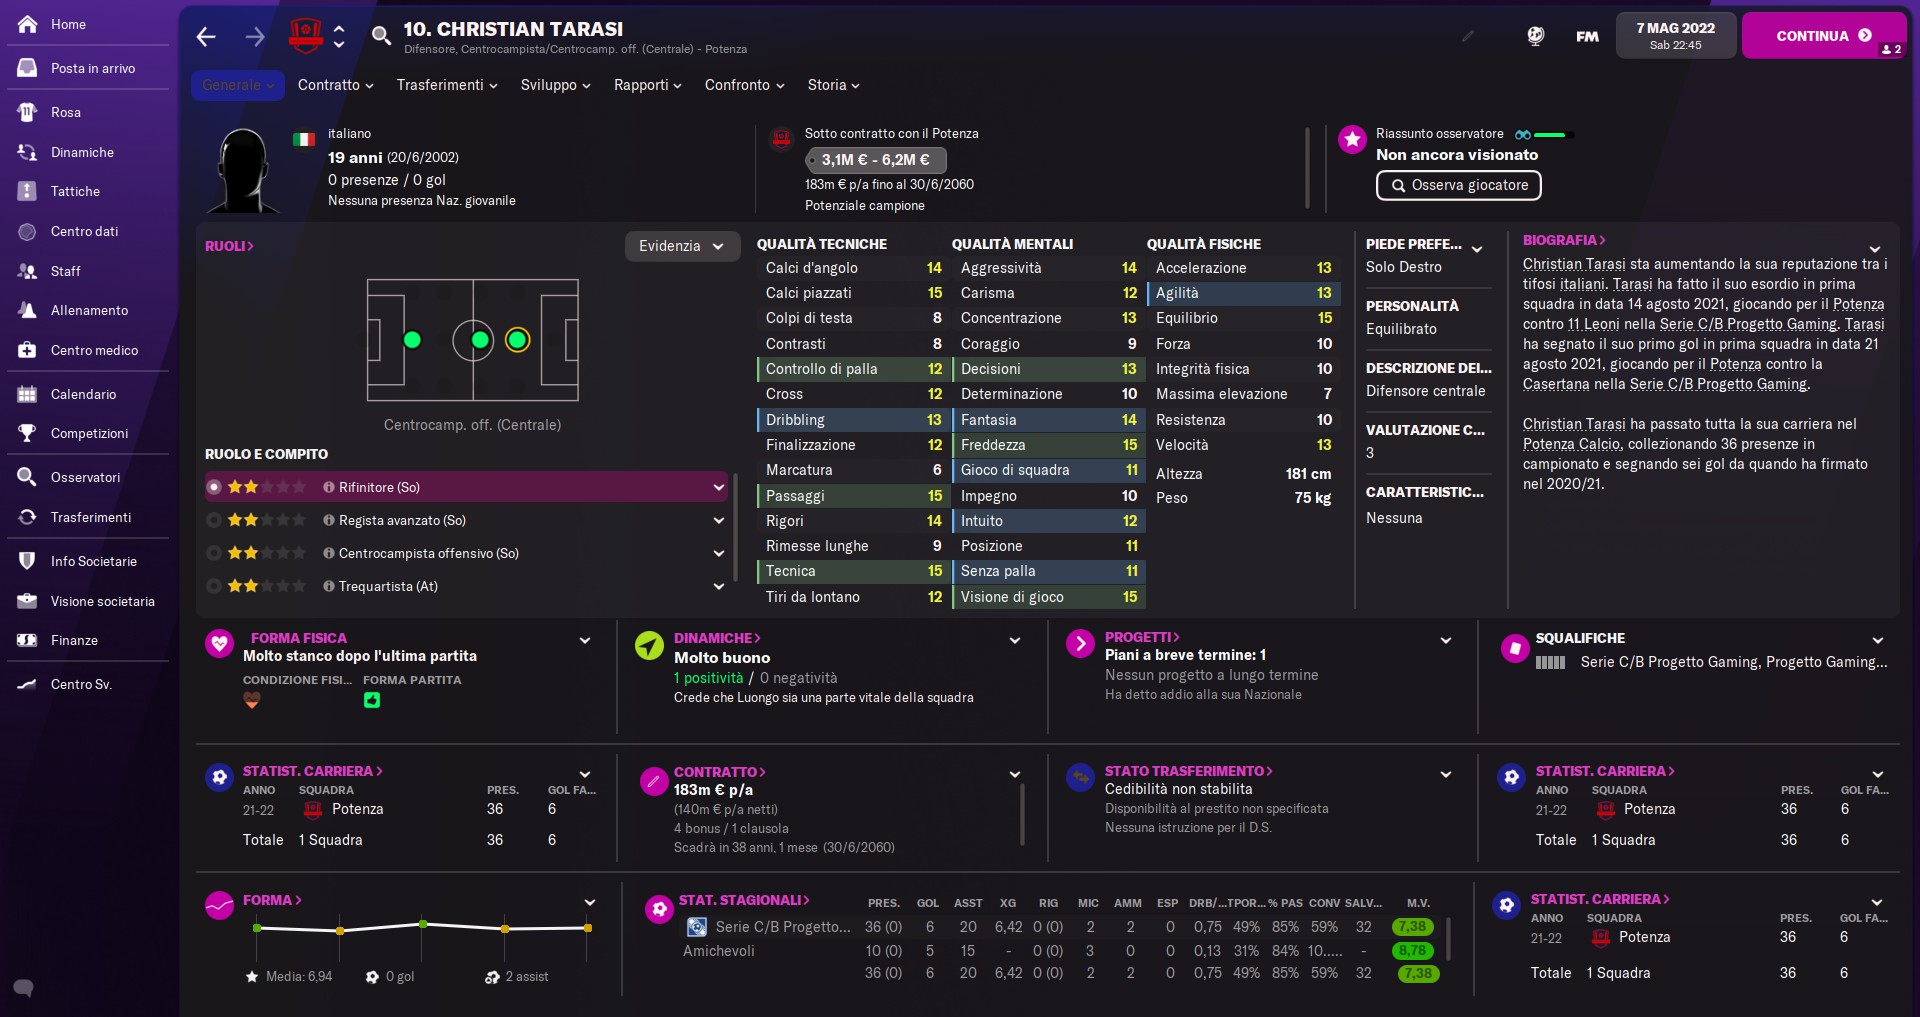 Home
Posta in arrivo
Rosa
Dinamiche
Tattiche
Centro dati
Staff
Allenamento
Centro medico
Calendario
Competizioni
Osservatori
Trasferimenti
Info Societarie
Visione societaria
Finanze
Centro Sv.
10. CHRISTIAN TARASI
Difensore, Centrocampista/Centrocamp. off. (Centrale) - Potenza
FM
7 MAG 2022
Sab 22:45
CONTINUA
2
Generale
Contratto
Trasferimenti
Sviluppo
Rapporti
Confronto
Storia
italiano
19 anni (20/6/2002)
0 presenze / 0 gol
Nessuna presenza Naz. giovanile
Sotto contratto con il Potenza
3,1M € - 6,2M €
183m € p/a fino al 30/6/2060
Potenziale campione
Riassunto osservatore
Non ancora visionato
Osserva giocatore
RUOLI
Evidenzia
Centrocamp. off. (Centrale)
RUOLO E COMPITO
Rifinitore (So)
Regista avanzato (So)
Centrocampista offensivo (So)
Trequartista (At)
QUALITÀ TECNICHE
Calci d'angolo 14
Calci piazzati 15
Colpi di testa 8
Contrasti 8
Controllo di palla 12
Cross 12
Dribbling 13
Finalizzazione 12
Marcatura 6
Passaggi 15
Rigori 14
Rimesse lunghe 9
Tecnica 15
Tiri da lontano 12
QUALITÀ MENTALI
Aggressività 14
Carisma 12
Concentrazione 13
Coraggio 9
Decisioni 13
Determinazione 10
Fantasia 14
Freddezza 15
Gioco di squadra 11
Impegno 10
Intuito 12
Posizione 11
Senza palla 11
Visione di gioco 15
QUALITÀ FISICHE
Accelerazione 13
Agilità 13
Equilibrio 15
Forza 10
Integrità fisica 10
Massima elevazione 7
Resistenza 10
Velocità 13
Altezza 181 cm
Peso 75 kg
PIEDE PREFE...
Solo Destro
PERSONALITÀ
Equilibrato
DESCRIZIONE DEI...
Difensore centrale
VALUTAZIONE C...
3
CARATTERISTIC...
Nessuna
BIOGRAFIA
Christian Tarasi sta aumentando la sua reputazione tra i
tifosi italiani. Tarasi ha fatto il suo esordio in prima
squadra in data 14 agosto 2021, giocando per il Potenza
contro 11 Leoni nella Serie C/B Progetto Gaming. Tarasi
ha segnato il suo primo gol in prima squadra in data 21
agosto 2021, giocando per il Potenza contro la
Casertana nella Serie C/B Progetto Gaming.
Christian Tarasi ha passato tutta la sua carriera nel
Potenza Calcio, collezionando 36 presenze in
campionato e segnando sei gol da quando ha firmato
nel 2020/21.
FORMA FISICA
Molto stanco dopo l'ultima partita
CONDIZIONE FISI... FORMA PARTITA
DINAMICHE
Molto buono
1 positività / 0 negatività
Crede che Luongo sia una parte vitale della squadra
PROGETTI
Piani a breve termine: 1
Nessun progetto a lungo termine
Ha detto addio alla sua Nazionale
SQUALIFICHE
Serie C/B Progetto Gaming, Progetto Gaming...
STATIST. CARRIERA
ANNO SQUADRA PRES. GOL FA...
21-22 Potenza 36 6
Totale 1 Squadra 36 6
CONTRATTO
183m € p/a
(140m € p/a netti)
4 bonus / 1 clausola
Scadrà in 38 anni, 1 mese (30/6/2060)
STATO TRASFERIMENTO
Cedibilità non stabilita
Disponibilità al prestito non specificata
Nessuna istruzione per il D.S.
STATIST. CARRIERA
ANNO SQUADRA PRES. GOL FA...
21-22 Potenza 36 6
Totale 1 Squadra 36 6
FORMA
Media: 6,94 0 gol 2 assist
STAT. STAGIONALI PRES. GOL ASST XG RIG MIC AMM ESP DRB/... TPOR... % PAS CONV SALV... M.V.
Serie C/B Progetto... 36 (0) 6 20 6,42 0 (0) 2 2 0 0,75 49% 85% 59% 32 7,38
Amichevoli 10 (0) 5 15 - 0 (0) 3 0 0 0,13 31% 84% 10..... - 8,78
36 (0) 6 20 6,42 0 (0) 2 2 0 0,75 49% 85% 59% 32 7,38
STATIST. CARRIERA
ANNO SQUADRA PRES. GOL FA...
21-22 Potenza 36 6
Totale 1 Squadra 36 6